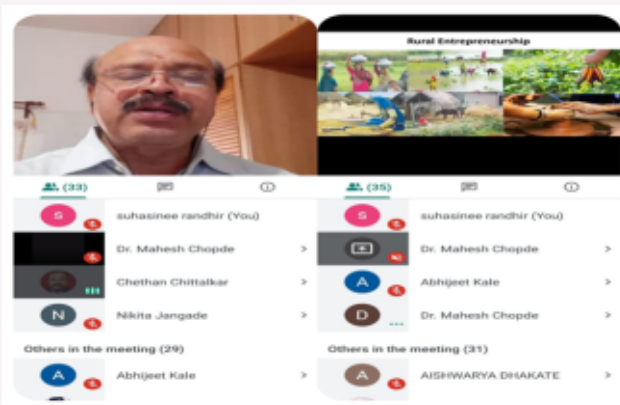 Rural Entrepreneurship
(33)
S
suhasinee randhir (You)
Dr. Mahesh Chopde
Chethan Chittalkar
N
Nikita Jangade
Others in the meeting (29)
A
Abhijeet Kale
(35)
S
suhasinee randhir (You)
Dr. Mahesh Chopde
A
Abhijeet Kale
D
Dr. Mahesh Chopde
Others in the meeting (31)
A
AISHWARYA DHAKATE